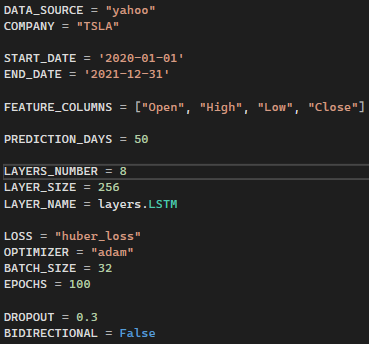 DATA_SOURCE = "yahoo"
COMPANY = "TSLA"
START_DATE = '2020-01-01'
END_DATE = '2021-12-31'
FEATURE_COLUMNS = ["Open", "High", "Low", "Close"]
PREDICTION_DAYS = 50
LAYERS_NUMBER = 8
LAYER_SIZE = 256
LAYER_NAME = layers.LSTM
LOSS = "huber_loss"
OPTIMIZER = "adam"
BATCH_SIZE = 32
EPOCHS = 100
DROPOUT = 0.3
BIDIRECTIONAL = False